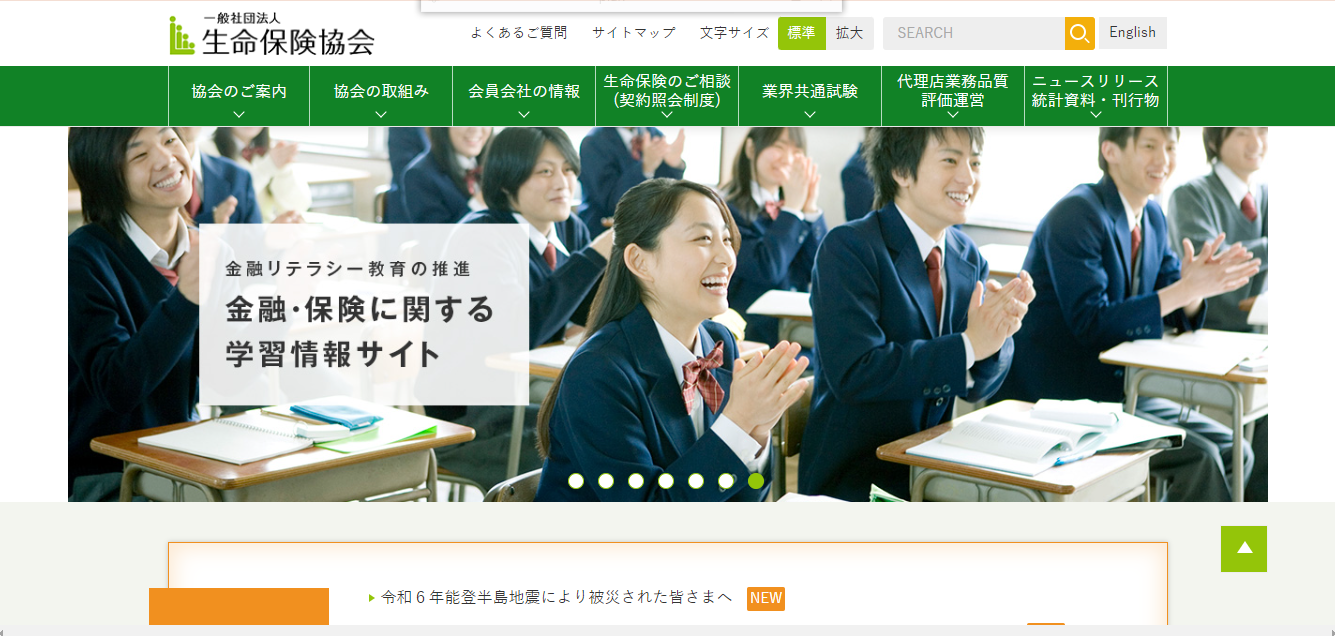 一般社団法人
生命保険協会
よくあるご質問
サイトマップ
文字サイズ
標準
拡大
SEARCH
English
協会のご案内
協会の取組み
会員会社の情報
生命保険のご相談
(契約照会制度)
業界共通試験
代理店業務品質
評価運営
ニュースリリース
統計資料・刊行物
金融リテラシー教育の推進
金融・保険に関する
学習情報サイト
令和６年能登半島地震により被災された皆さまへ
NEW